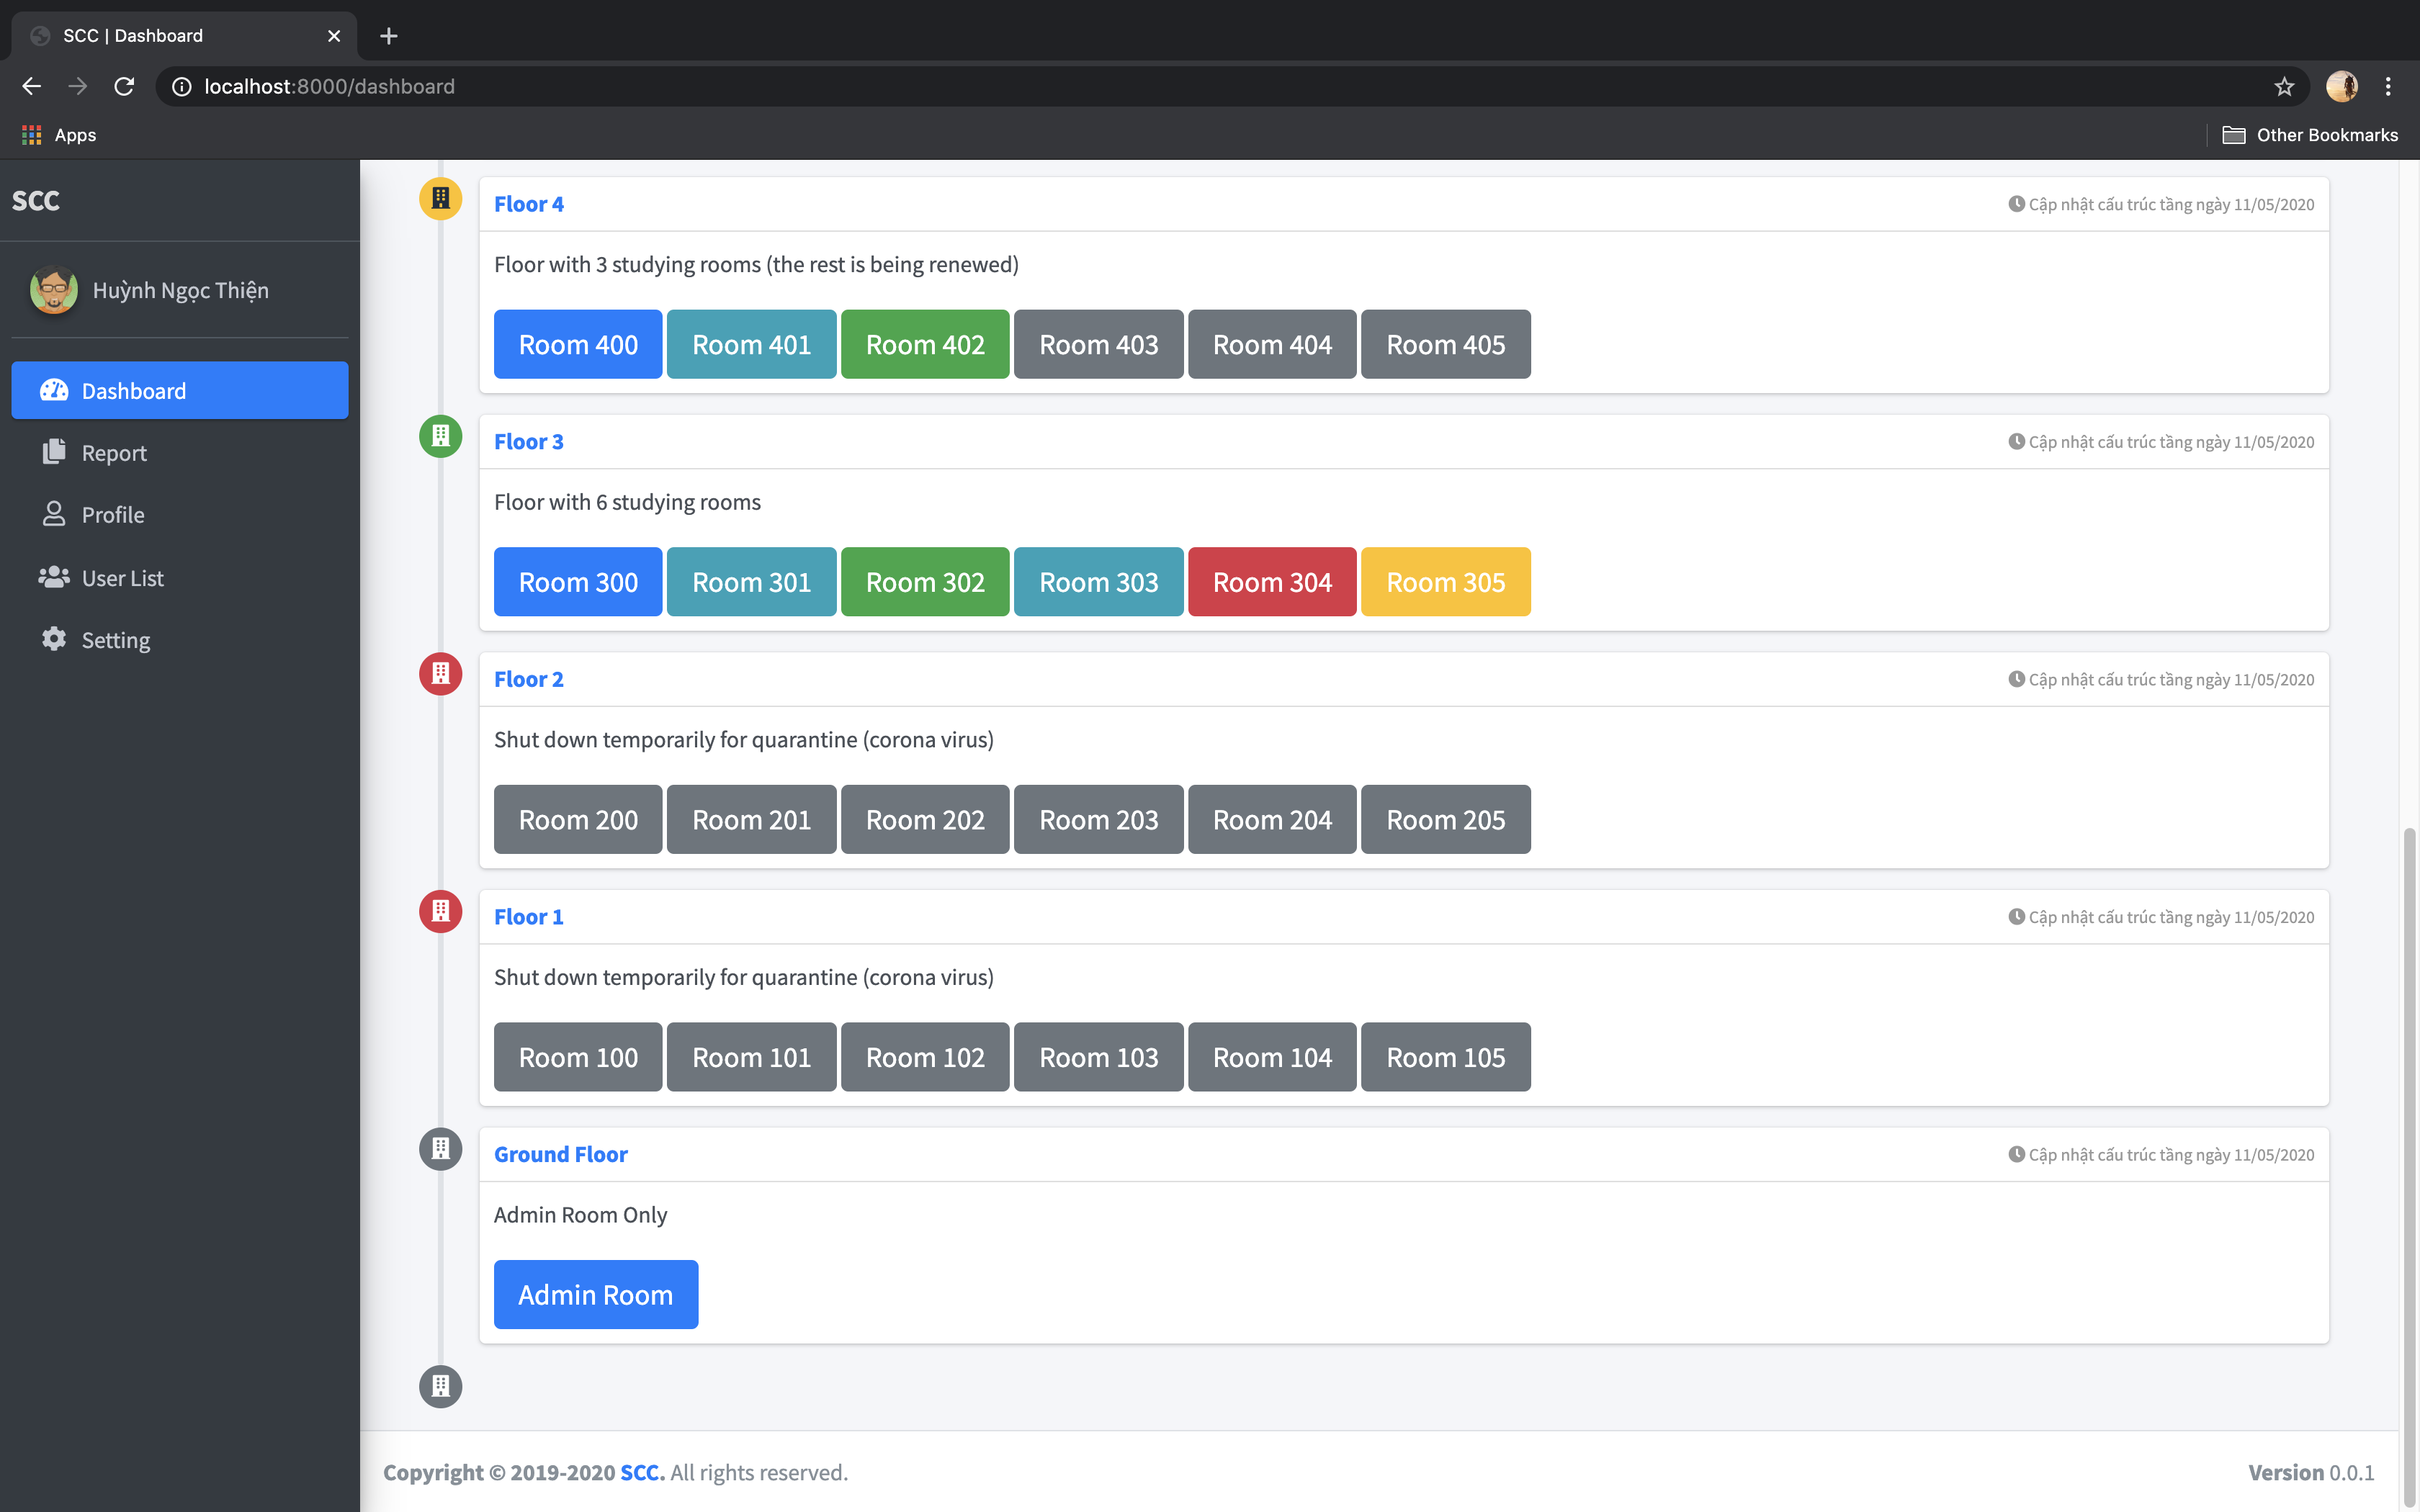 SCC | Dashboard
localhost:8000/dashboard
Apps
Other Bookmarks
SCC
Huỳnh Ngọc Thiện
Dashboard
Report
Profile
User List
Setting
Floor 4
Cập nhật cấu trúc tầng ngày 11/05/2020
Floor with 3 studying rooms (the rest is being renewed)
Room 400 Room 401 Room 402 Room 403 Room 404 Room 405
Floor 3
Cập nhật cấu trúc tầng ngày 11/05/2020
Floor with 6 studying rooms
Room 300 Room 301 Room 302 Room 303 Room 304 Room 305
Floor 2
Cập nhật cấu trúc tầng ngày 11/05/2020
Shut down temporarily for quarantine (corona virus)
Room 200 Room 201 Room 202 Room 203 Room 204 Room 205
Floor 1
Cập nhật cấu trúc tầng ngày 11/05/2020
Shut down temporarily for quarantine (corona virus)
Room 100 Room 101 Room 102 Room 103 Room 104 Room 105
Ground Floor
Cập nhật cấu trúc tầng ngày 11/05/2020
Admin Room Only
Admin Room
Copyright © 2019-2020 SCC. All rights reserved.
Version 0.0.1